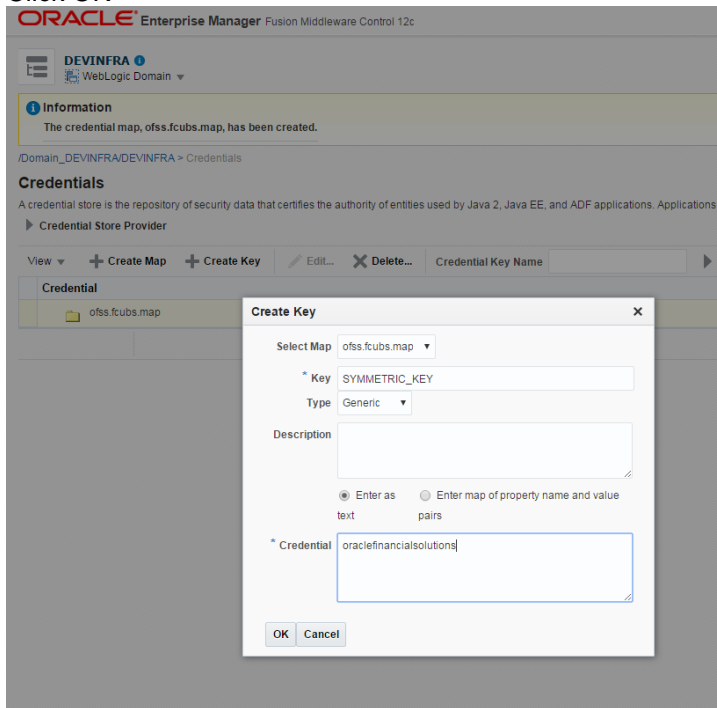 ORACLE Enterprise Manager Fusion Middleware Control 12c
DEVINFRA
WebLogic Domain
Information
The credential map, ofss.fcubs.map, has been created.
/Domain_DEVINFRA/DEVINFRA > Credentials
Credentials
A credential store is the repository of security data that certifies the authority of entities used by Java 2, Java EE, and ADF applications. Applications
Credential Store Provider
View Create Map Create Key Edit... Delete... Credential Key Name
Credential
ofss.fcubs.map
Create Key
Select Map ofss.fcubs.map
* Key SYMMETRIC_KEY
Type Generic
Description
Enter as Enter map of property name and value
text pairs
* Credential oraclefinancialsolutions
OK Cancel